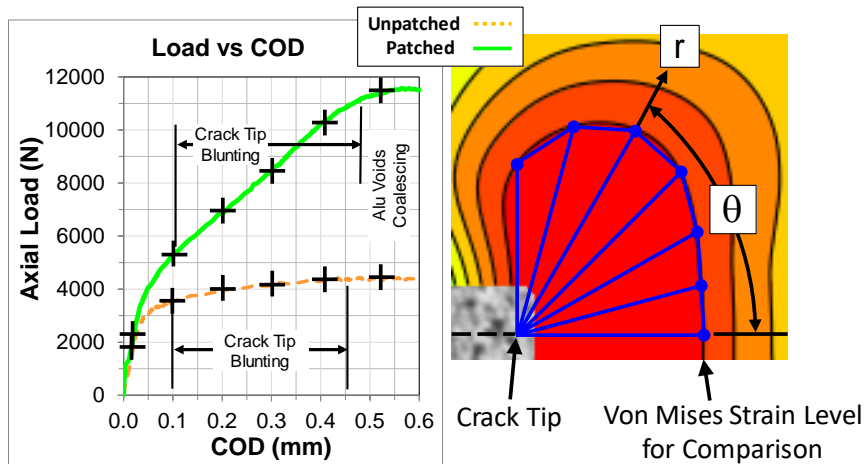 Unpatched
Patched
Load vs COD
12000
10000
8000
6000
4000
2000
0
Axial Load (N)
Crack Tip
Blunting
Alu Voids
Coalescing
Crack Tip
Blunting
0.0 0.1 0.2 0.3 0.4 0.5 0.6
COD (mm)
r
θ
Crack Tip
Von Mises Strain Level
for Comparison